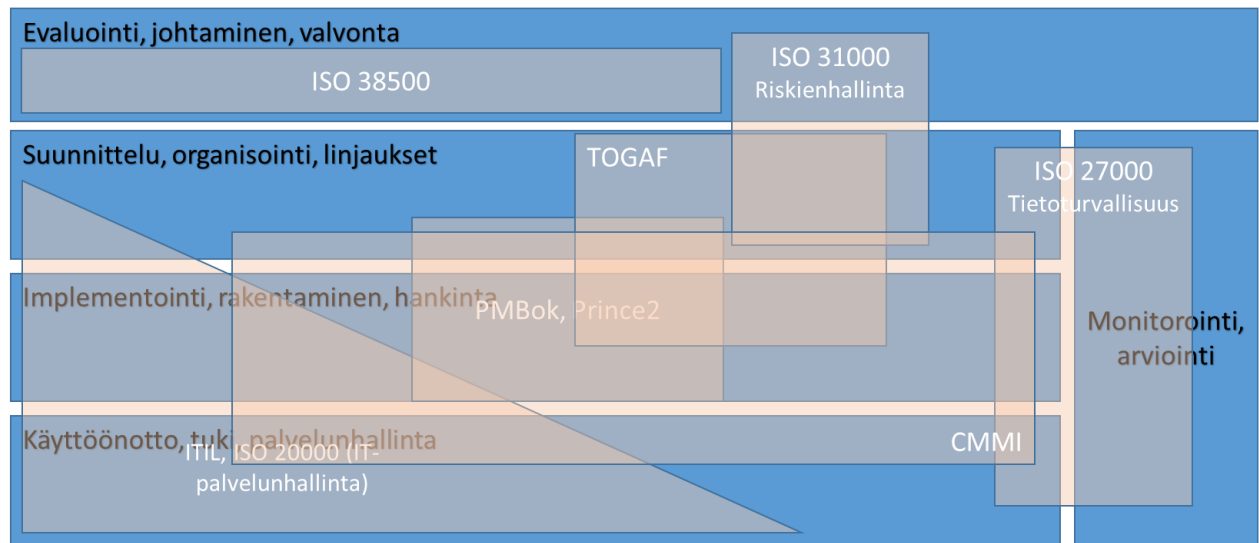 Evaluointi, johtaminen, valvonta
ISO 38500
ISO 31000
Riskienhallinta
Suunnittelu, organisointi, linjaukset
TOGAF
ISO 27000
Tietoturvallisuus
Implementointi, rakentaminen, hankinta
PMBok, Prince2
Monitorointi,
arviointi
Käyttöönotto, tuki, palvelunhallinta
ITIL, ISO 20000 (IT-
palvelunhallinta)
CMMI